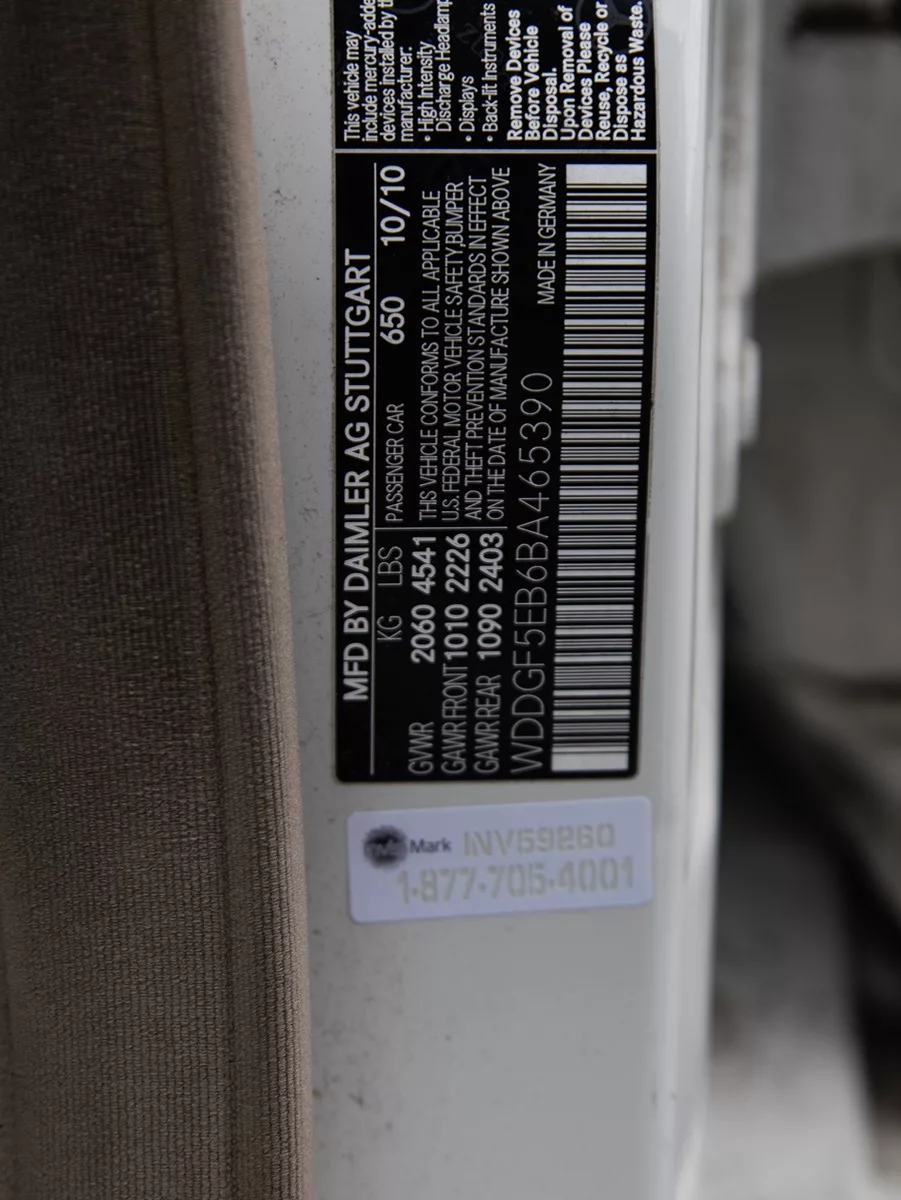 This vehicle may
include mercury-added
devices installed by the
manufacturer:
• High Intensity
Discharge Headlamp
• Displays
• Back-lit Instruments
Remove Devices
Before Vehicle
Disposal.
Upon Removal of
Devices Please
Reuse, Recycle or
Dispose as
Hazardous Waste.
MFD BY DAIMLER AG STUTTGART
KG LBS PASSENGER CAR 650 10/10
GVWR 2060 4541
GAWR FRONT 1010 2226
GAWR REAR 1090 2403
THIS VEHICLE CONFORMS TO ALL APPLICABLE
U.S. FEDERAL MOTOR VEHICLE SAFETY,BUMPER
AND THEFT PREVENTION STANDARDS IN EFFECT
ON THE DATE OF MANUFACTURE SHOWN ABOVE
WDDGF5EB6BA465390 MADE IN GERMANY
Mark INV59260
1-877-705-4001